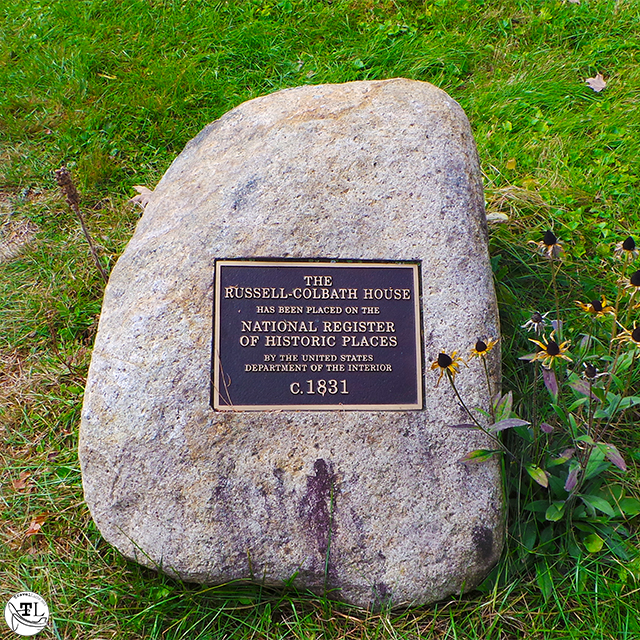 THE
RUSSELL-COLBATH HOUSE
HAS BEEN PLACED ON THE
NATIONAL REGISTER
OF HISTORIC PLACES
BY THE UNITED STATES
DEPARTMENT OF THE INTERIOR
C.1831
TL